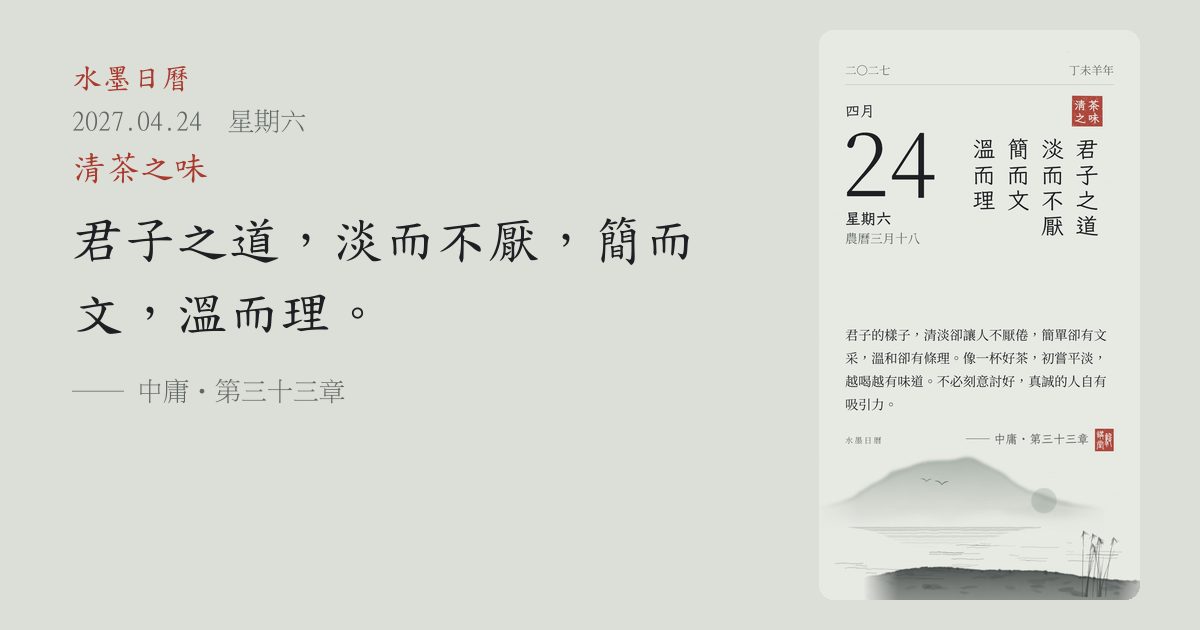 水墨日曆
2027.04.24 星期六
清茶之味
君子之道，淡而不厭，簡而
文，溫而理。
—— 中庸・第三十三章
二〇二七
丁未羊年
四月
24
星期六
農曆三月十八
清茶之味
君子之道
淡而不厭
簡而文
溫而理
君子的樣子，清淡卻讓人不厭倦，簡單卻有文
采，溫和卻有條理。像一杯好茶，初嘗平淡，
越喝越有味道。不必刻意討好，真誠的人自有
吸引力。
水墨日曆
—— 中庸・第三十三章